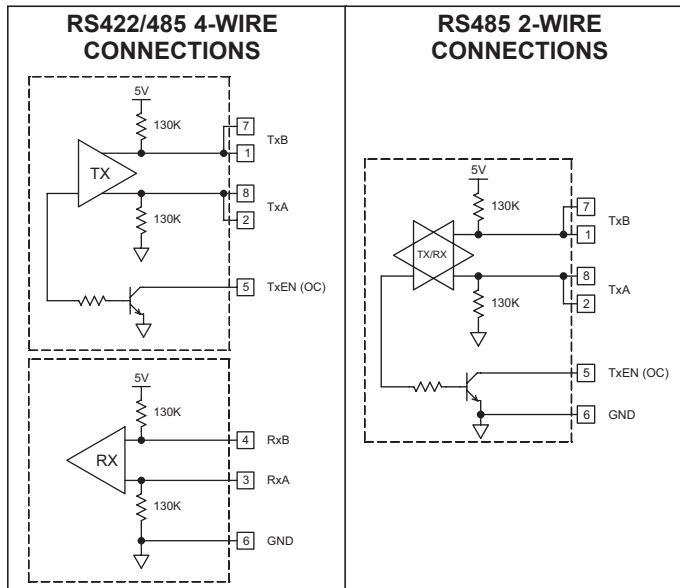 RS422/485 4-WIRE
CONNECTIONS
5V
130K
7
TxB
1
TX
8
TxA
130K
2
5
TxEN (OC)
5V
130K
4
RxB
RX
3
RxA
130K
6
GND
RS485 2-WIRE
CONNECTIONS
5V
130K
7
TxB
1
TX/RX
8
TxA
130K
2
5
TxEN (OC)
6
GND